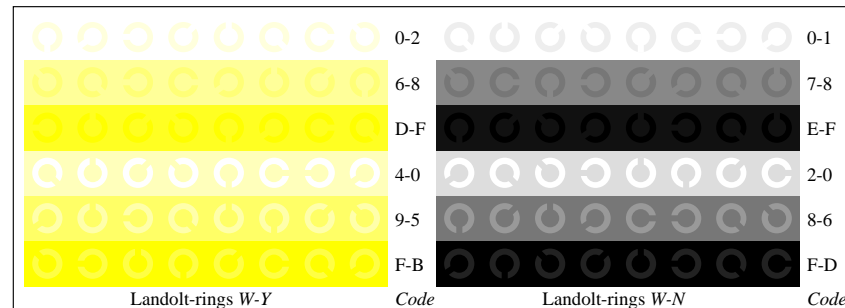 0-2
6-8
D-F
4-0
9-5
F-B
Landolt-rings W-Y Code
0-1
7-8
E-F
2-0
8-6
F-D
Landolt-rings W-N Code